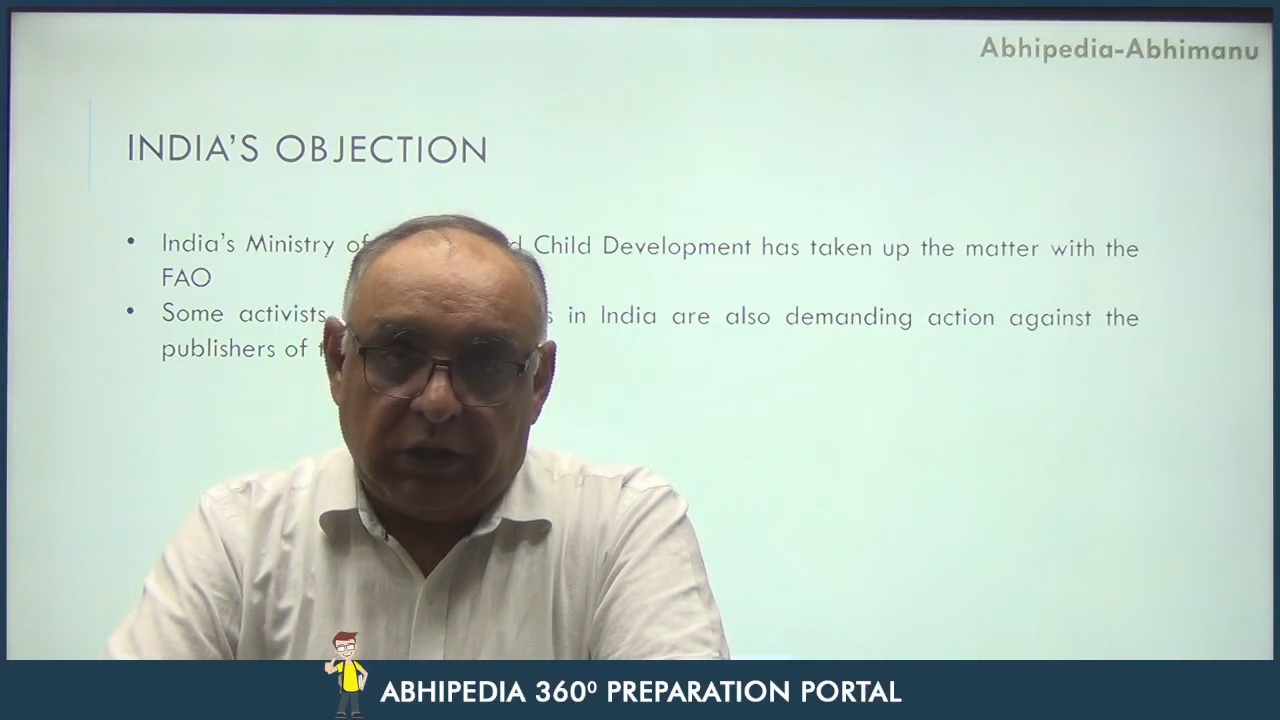 Abhipedia-Abhimanu
INDIA'S OBJECTION
• India's Ministry of Child Development has taken up the matter with the
FAO
• Some activists in India are also demanding action against the
publishers of
ABHIPEDIA 360⁰ PREPARATION PORTAL